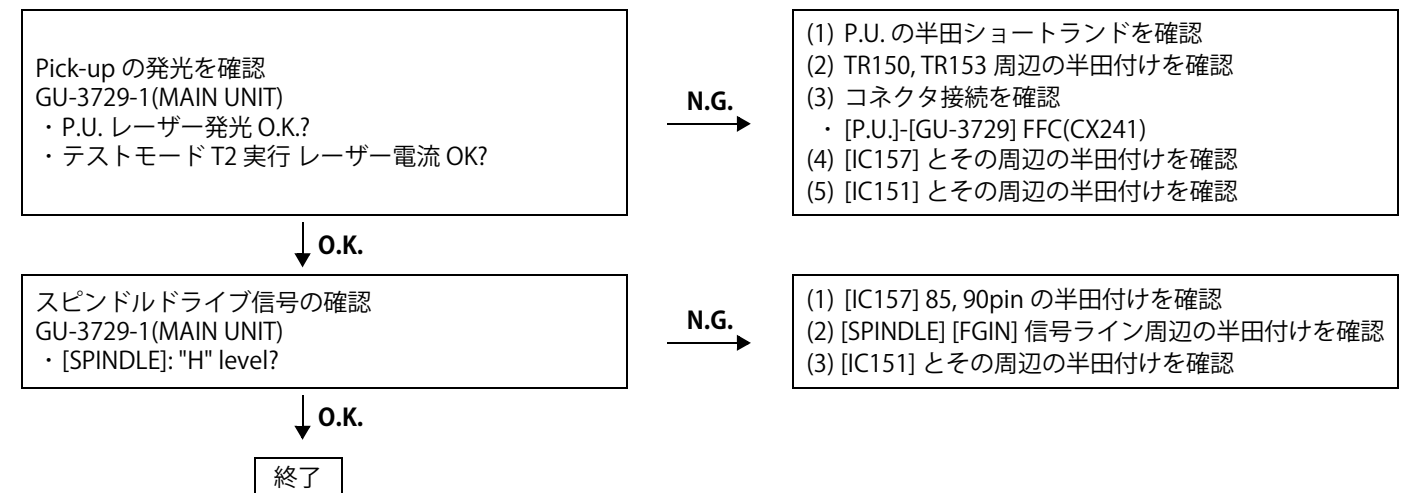 Pick-up の発光を確認
GU-3729-1(MAIN UNIT)
・P.U. レーザー発光 O.K.?
・テストモード T2 実行 レーザー電流 OK?
N.G.
(1) P.U. の半田ショートランドを確認
(2) TR150, TR153 周辺の半田付けを確認
(3) コネクタ接続を確認
・ [P.U.]-[GU-3729] FFC(CX241)
(4) [IC157] とその周辺の半田付けを確認
(5) [IC151] とその周辺の半田付けを確認
O.K.
スピンドルドライブ信号の確認
GU-3729-1(MAIN UNIT)
・[SPINDLE]: "H" level?
N.G.
(1) [IC157] 85, 90pin の半田付けを確認
(2) [SPINDLE] [FGIN] 信号ライン周辺の半田付けを確認
(3) [IC151] とその周辺の半田付けを確認
O.K.
終了